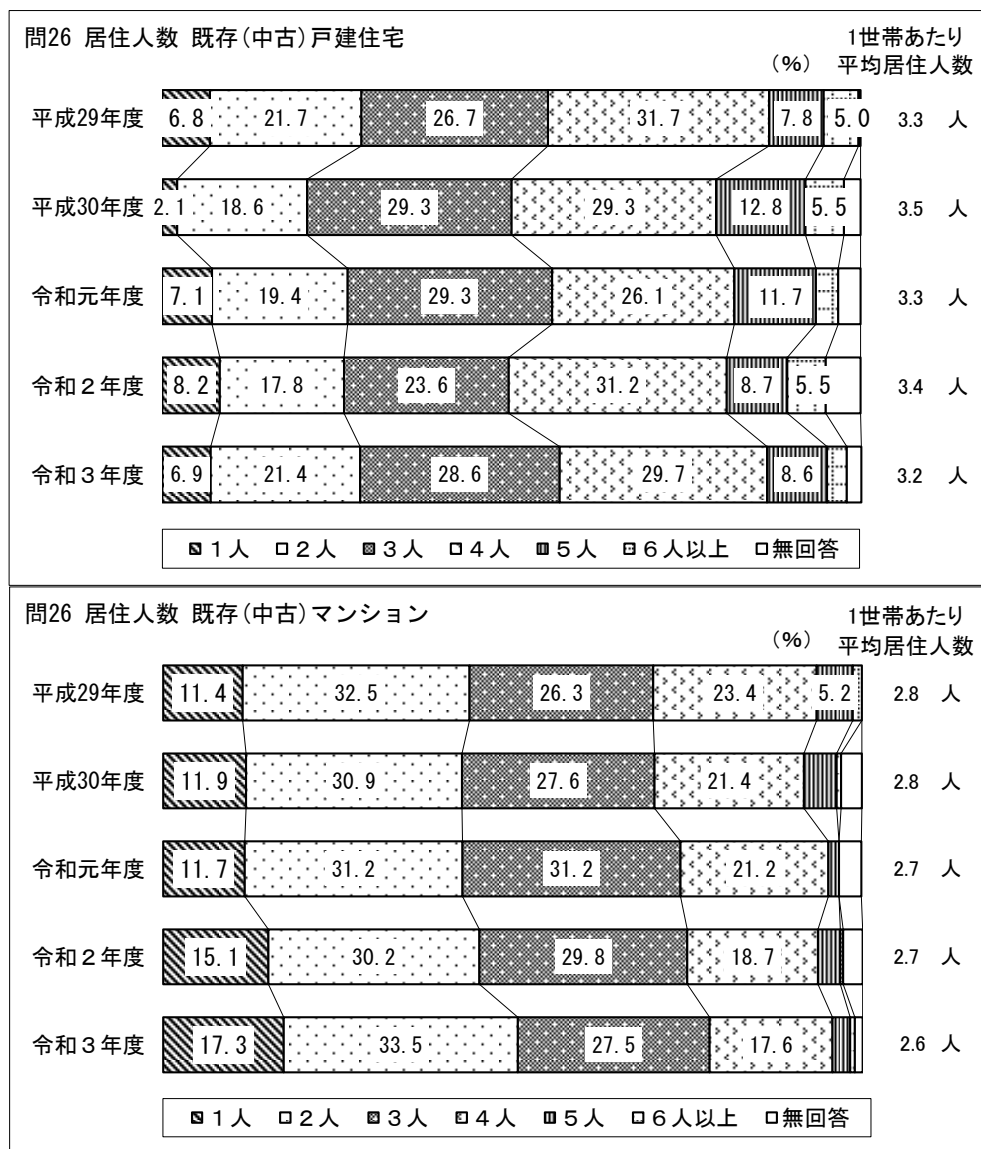 問26 居住人数 既存(中古)戸建住宅
1世帯あたり
(%) 平均居住人数
平成29年度 6.8 21.7 26.7 31.7 7.8 5.0 3.3 人
平成30年度 2.1 18.6 29.3 29.3 12.8 5.5 3.5 人
令和元年度 7.1 19.4 29.3 26.1 11.7 3.3 人
令和2年度 8.2 17.8 23.6 31.2 8.7 5.5 3.4 人
令和3年度 6.9 21.4 28.6 29.7 8.6 3.2 人
1人 2人 3人 4人 5人 6人以上 無回答
問26 居住人数 既存(中古)マンション
1世帯あたり
(%) 平均居住人数
平成29年度 11.4 32.5 26.3 23.4 5.2 2.8 人
平成30年度 11.9 30.9 27.6 21.4 2.8 人
令和元年度 11.7 31.2 31.2 21.2 2.7 人
令和2年度 15.1 30.2 29.8 18.7 2.7 人
令和3年度 17.3 33.5 27.5 17.6 2.6 人
1人 2人 3人 4人 5人 6人以上 無回答